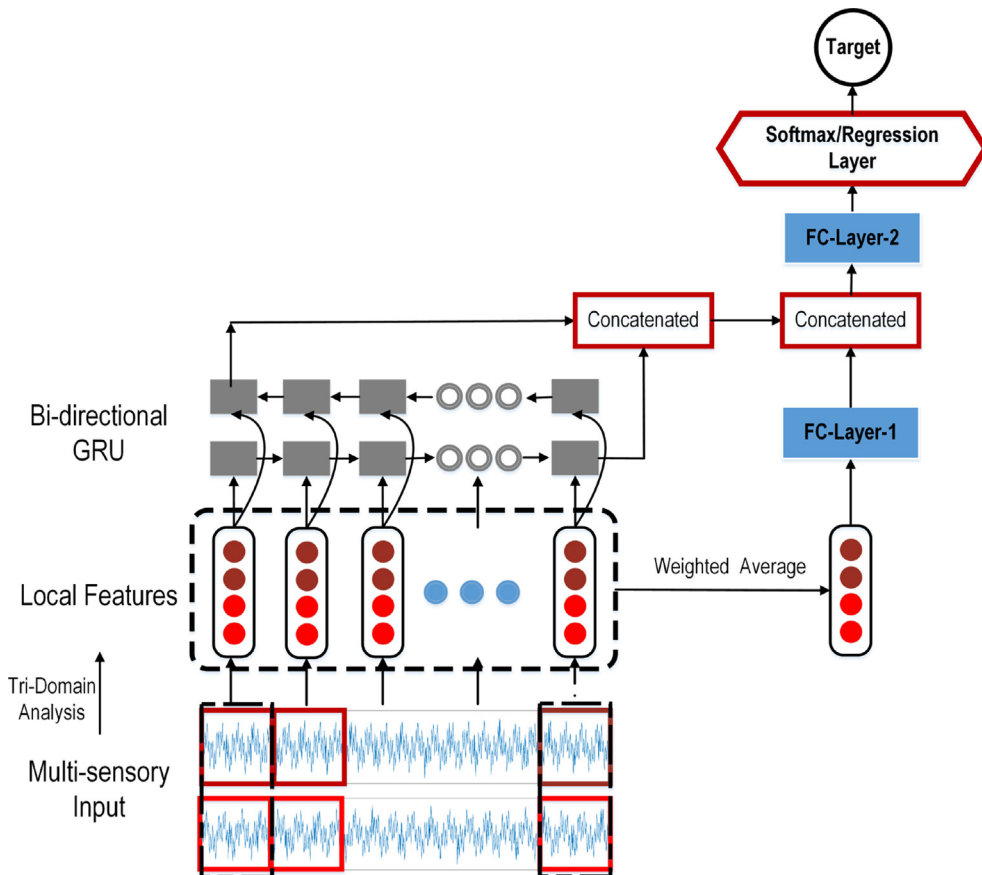 Target
Softmax/Regression
Layer
FC-Layer-2
Concatenated
Concatenated
Bi-directional
GRU
FC-Layer-1
Local Features
Weighted Average
Tri-Domain
Analysis
Multi-sensory
Input